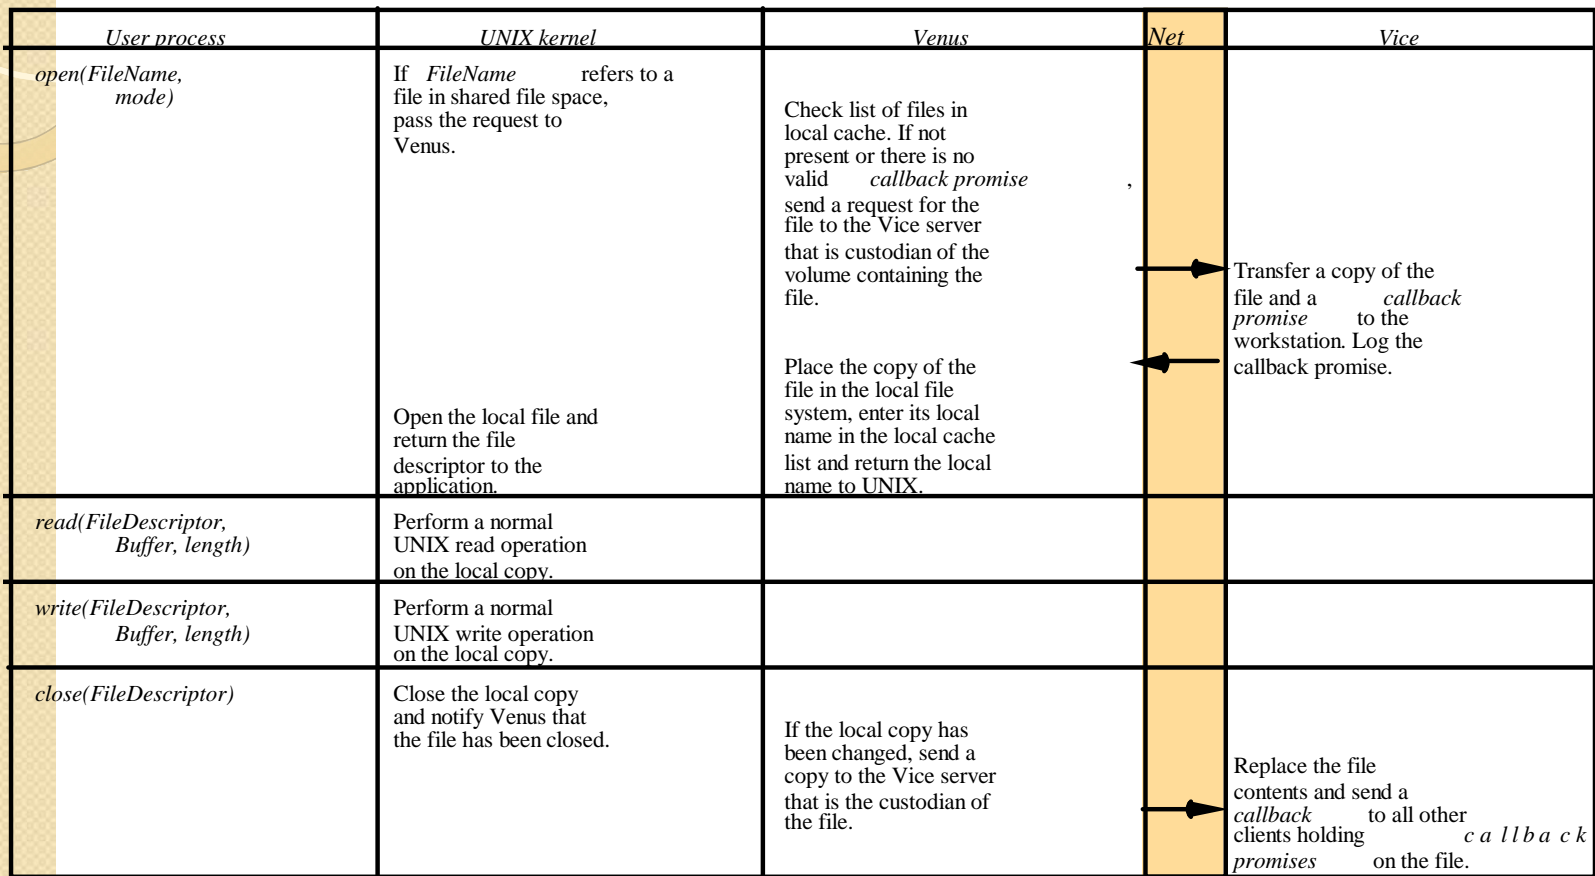 User process
UNIX kernel
Venus
Net
Vice
open(FileName,
mode)
If FileName refers to a
file in shared file space,
pass the request to
Venus.
Check list of files in
local cache. If not
present or there is no
valid callback promise ,
send a request for the
file to the Vice server
that is custodian of the
volume containing the
file.
Transfer a copy of the
file and a callback
promise to the
workstation. Log the
callback promise.
Place the copy of the
file in the local file
system, enter its local
name in the local cache
list and return the local
name to UNIX.
Open the local file and
return the file
descriptor to the
application.
read(FileDescriptor,
Buffer, length)
Perform a normal
UNIX read operation
on the local copy.
write(FileDescriptor,
Buffer, length)
Perform a normal
UNIX write operation
on the local copy.
close(FileDescriptor)
Close the local copy
and notify Venus that
the file has been closed.
If the local copy has
been changed, send a
copy to the Vice server
that is the custodian of
the file.
Replace the file
contents and send a
callback to all other
clients holding callback
promises on the file.